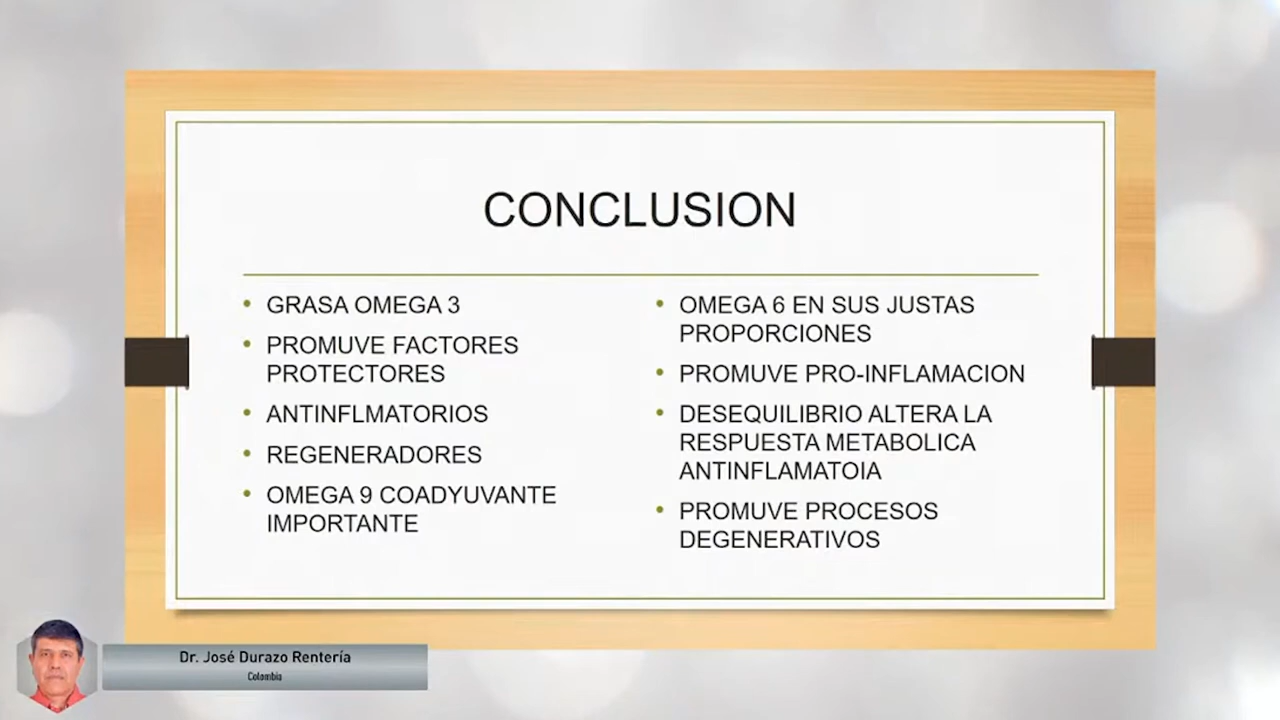 CONCLUSION
• GRASA OMEGA 3
• PROMUVE FACTORES
PROTECTORES
• ANTINFLMATORIOS
• REGENERADORES
• OMEGA 9 COADYUVANTE
IMPORTANTE
• OMEGA 6 EN SUS JUSTAS
PROPORCIONES
• PROMUVE PRO-INFLAMACION
• DESEQUILIBRIO ALTERA LA
RESPUESTA METABOLICA
ANTINFLAMATOIA
• PROMUVE PROCESOS
DEGENERATIVOS
Dr. José Durazo Rentería
Colombia